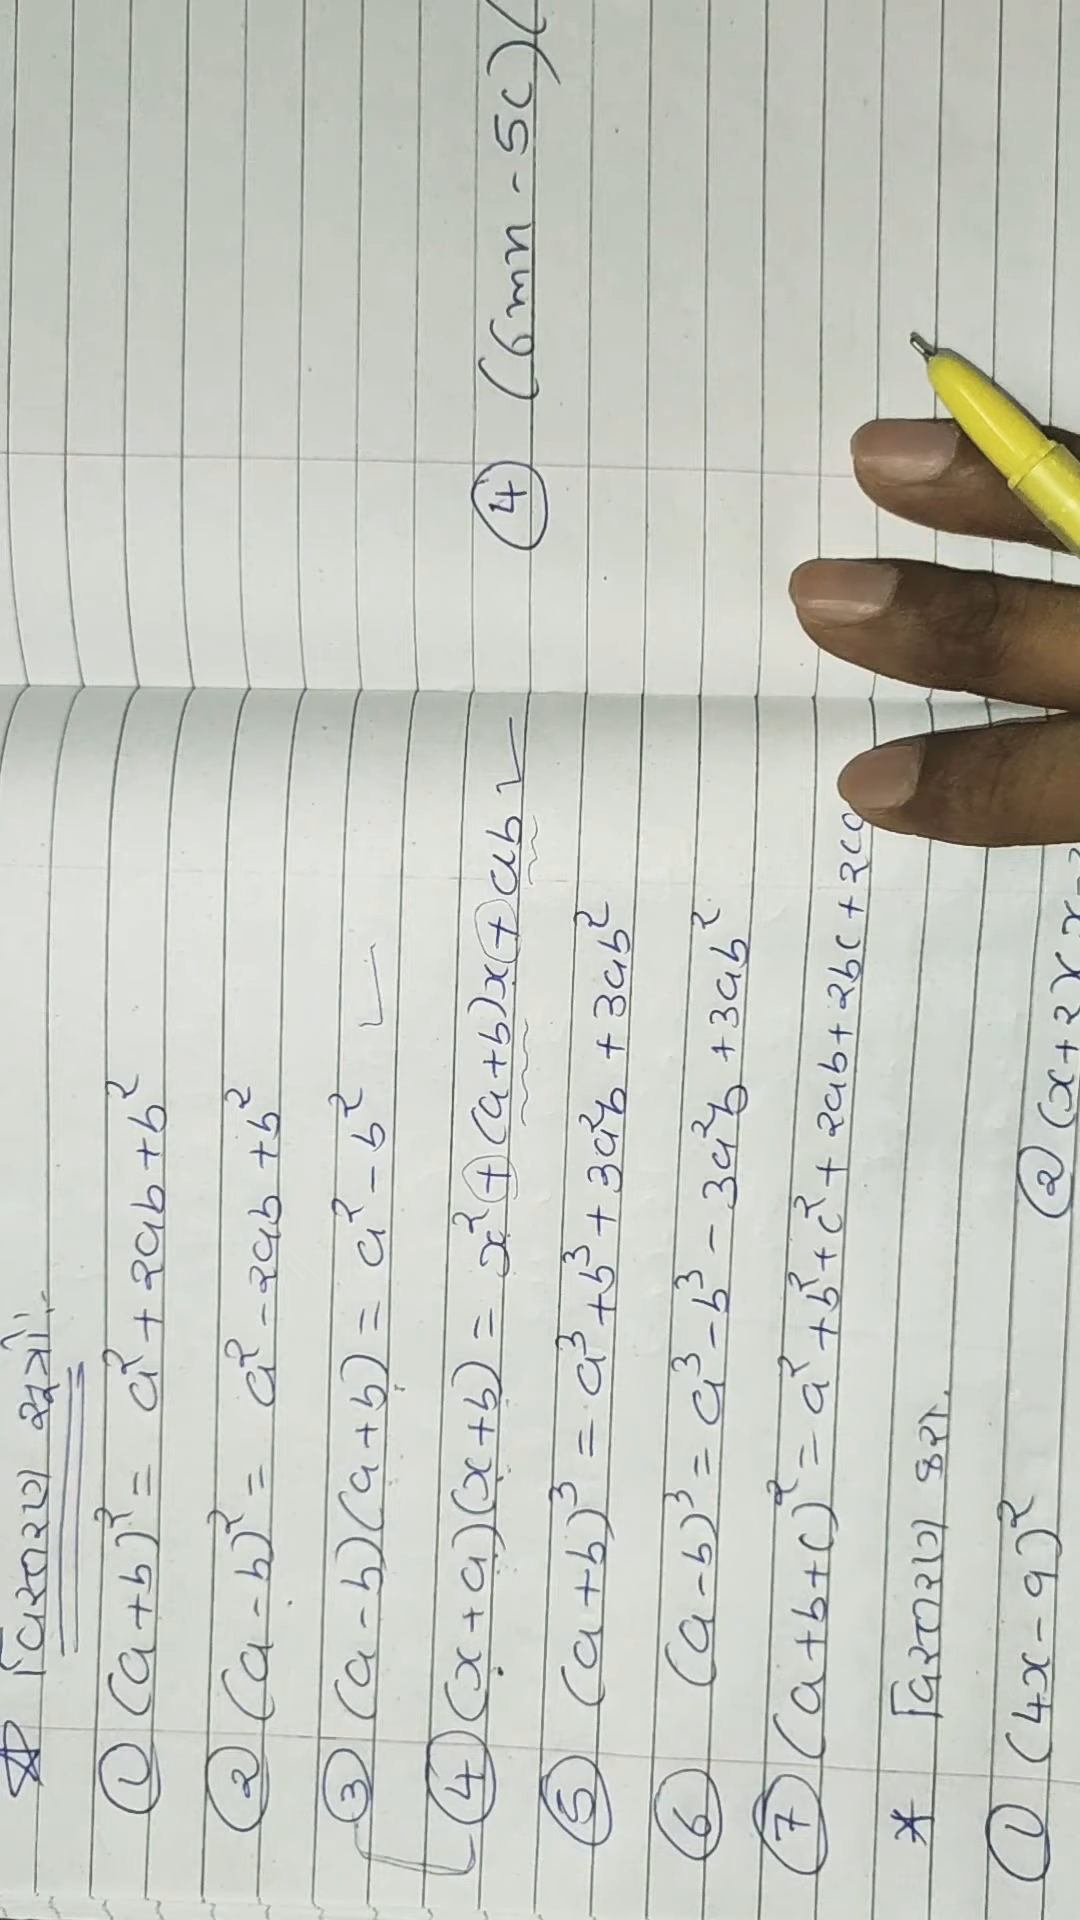 * વિસ્તરણ સૂત્રો:-
① (a+b)² = a² + 2ab + b²
② (a-b)² = a² - 2ab + b²
③ (a-b)(a+b) = a² - b² ✓
④ (x+a)(x+b) = x² + (a+b)x + ab ✓
⑤ (a+b)³ = a³ + b³ + 3a²b + 3ab²
⑥ (a-b)³ = a³ - b³ - 3a²b + 3ab²
⑦ (a+b+c)² = a² + b² + c² + 2ab + 2bc + 2ca
* વિસ્તરણ કરો.
① (4x-9)² ② (x+2)(x-
④ (6mn-5c)(